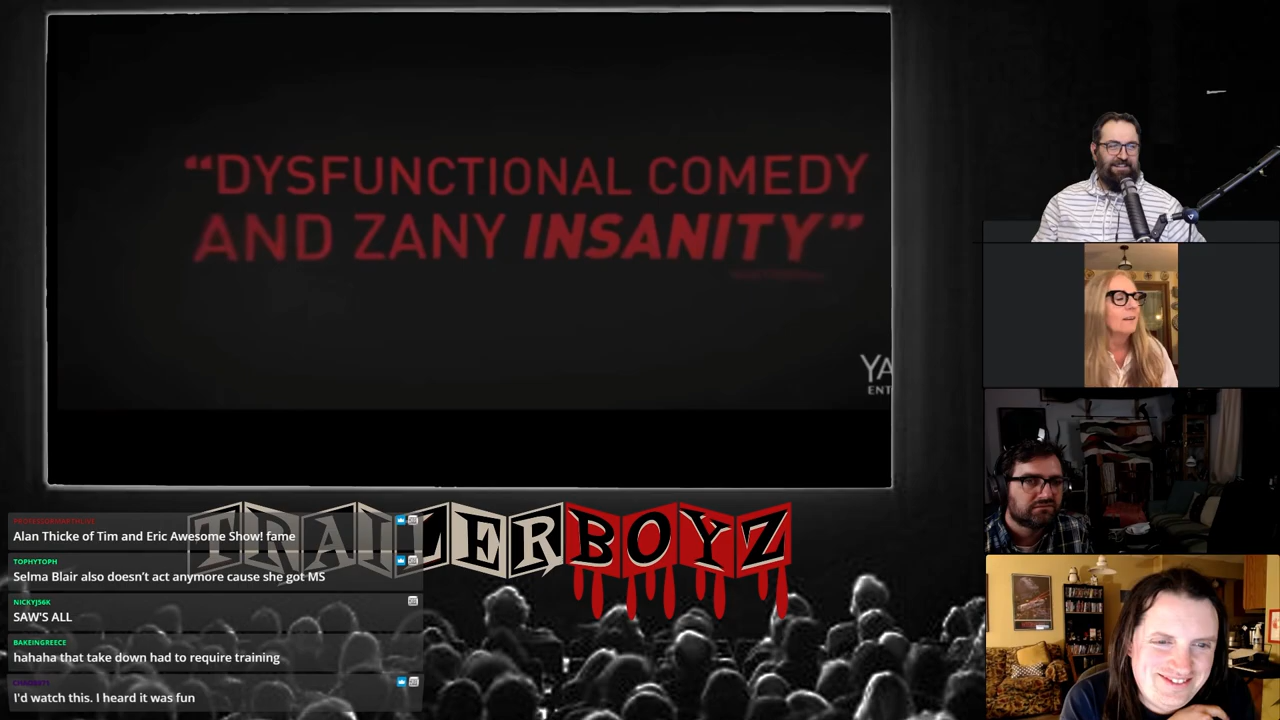 “DYSFUNCTIONAL COMEDY
AND ZANY INSANITY”
YA
ENT
TRAILERBOYZ
Alan Thicke of Tim and Eric Awesome Show! fame
TOPHYTOPH
Selma Blair also doesn’t act anymore cause she got MS
NICKYJ56K
SAW'S ALL
BAKEINGREECE
hahaha that take down had to require training
I'd watch this. I heard it was fun